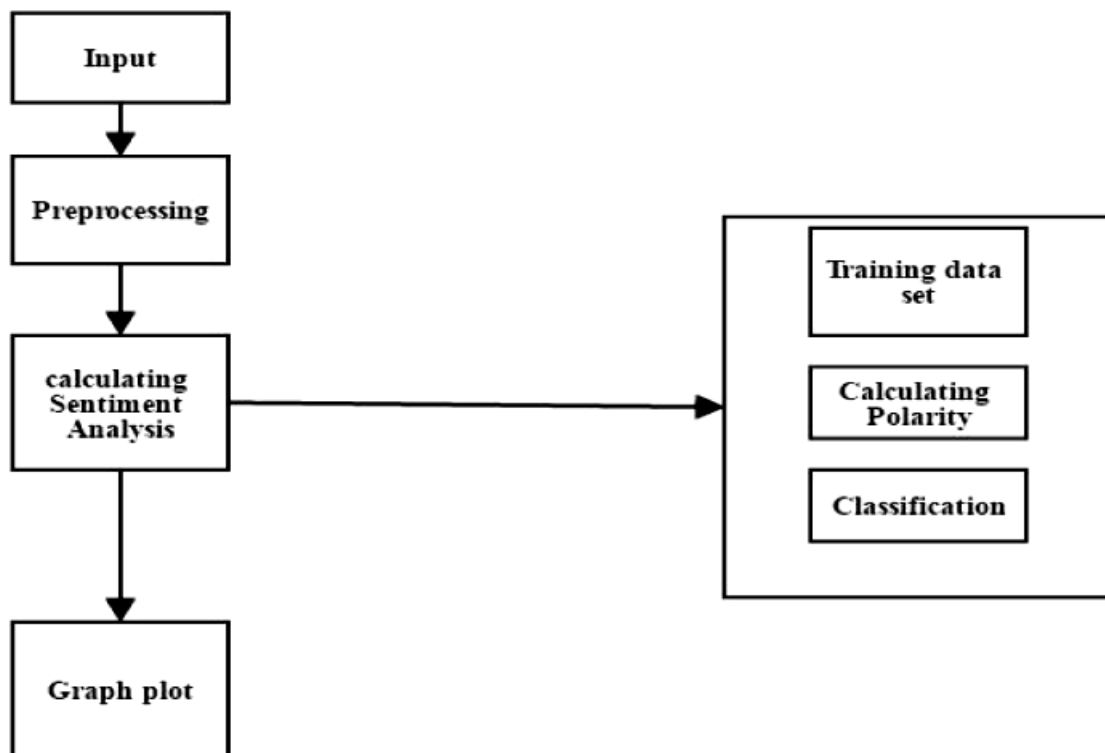 Input
Preprocessing
calculating
Sentiment
Analysis
Graph plot
Training data
set
Calculating
Polarity
Classification